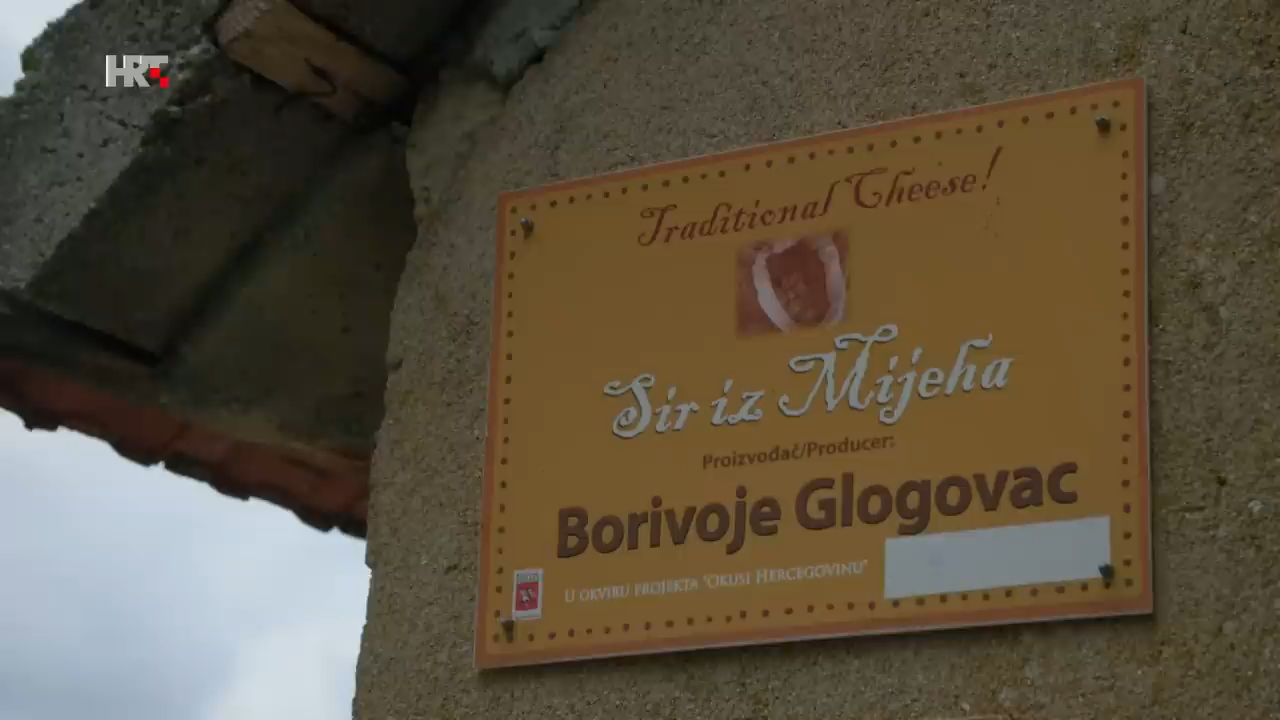 HRT
Traditional Cheese!
Sir iz Mijeha
Proizvođač/Producer:
Borivoje Glogovac
U OKVIRU PROJEKTA "OKUSI HERCEGOVINU"